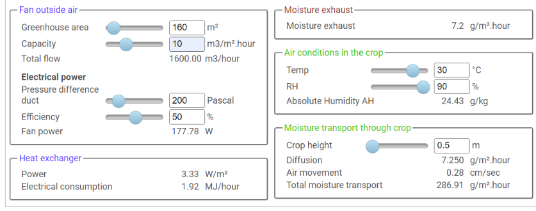 Fan outside air
Greenhouse area 160 m²
Capacity 10 m3/m².hour
Total flow 1600.00 m3/hour
Electrical power
Pressure difference
duct 200 Pascal
Efficiency 50 %
Fan power 177.78 W
Heat exchanger
Power 3.33 W/m²
Electrical consumption 1.92 MJ/hour
Moisture exhaust
Moisture exhaust 7.2 g/m².hour
Air conditions in the crop
Temp 30 °C
RH 90 %
Absolute Humidity AH 24.43 g/kg
Moisture transport through crop
Crop height 0.5 m
Diffusion 7.250 g/m².hour
Air movement 0.28 cm/sec
Total moisture transport 286.91 g/m².hour